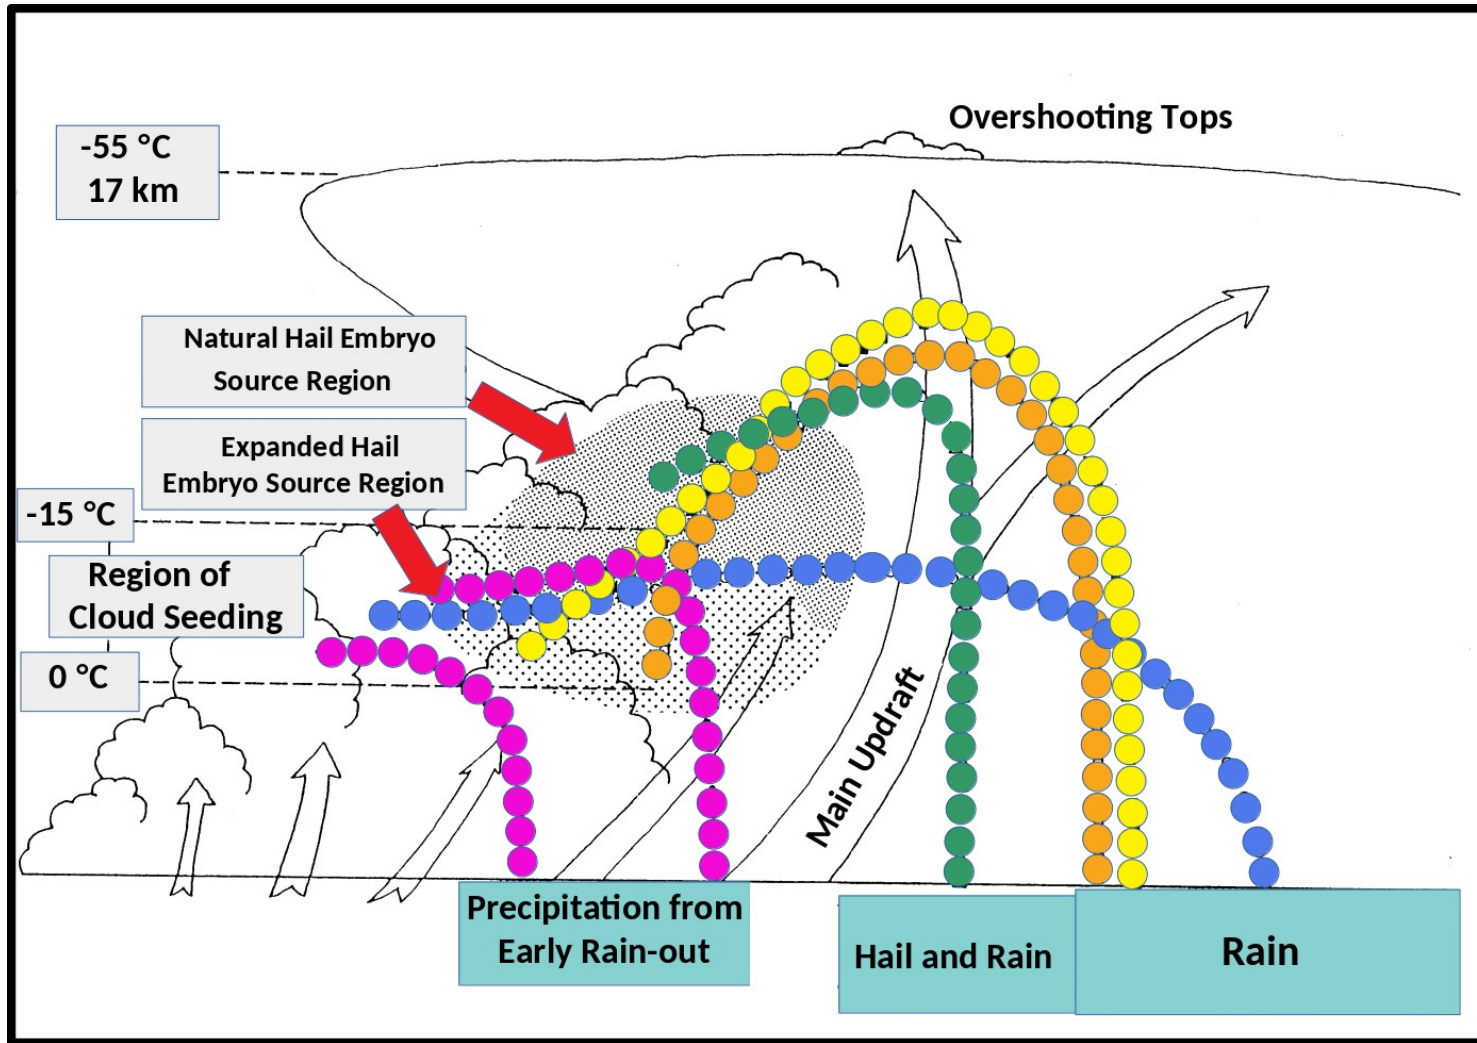 Overshooting Tops
-55 °C
17 km
Natural Hail Embryo
Source Region
Expanded Hail
Embryo Source Region
-15 °C
Region of
Cloud Seeding
0 °C
Main Updraft
Precipitation from
Early Rain-out
Hail and Rain
Rain